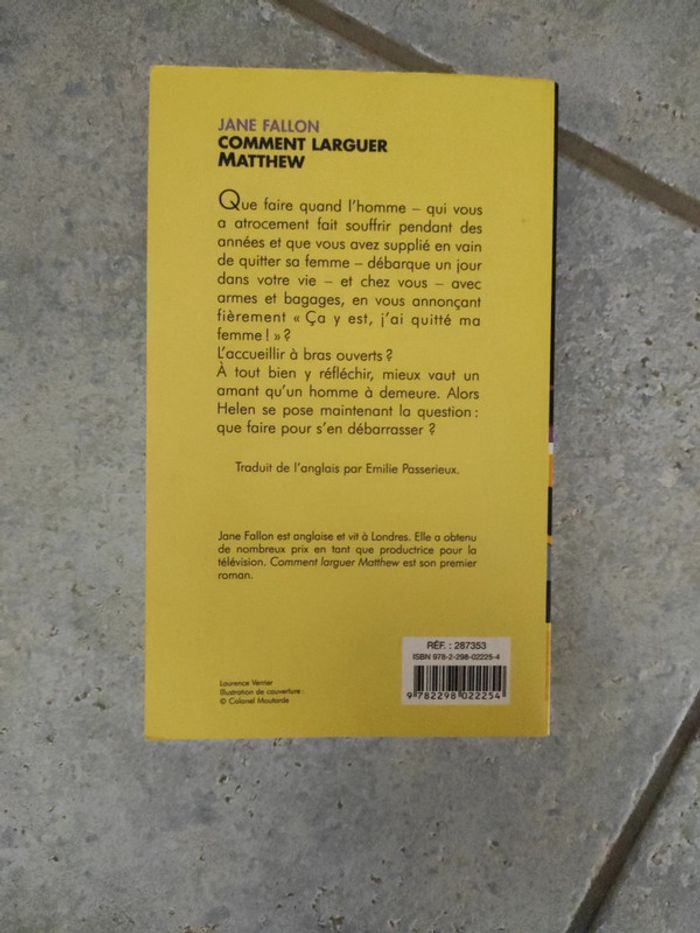 JANE FALLON
COMMENT LARGUER
MATTHEW
Que faire quand l'homme – qui vous
a atrocement fait souffrir pendant des
années et que vous avez supplié en vain
de quitter sa femme – débarque un jour
dans votre vie – et chez vous – avec
armes et bagages, en vous annonçant
fièrement « Ça y est, j'ai quitté ma
femme ! » ?
L'accueillir à bras ouverts ?
À tout bien y réfléchir, mieux vaut un
amant qu'un homme à demeure. Alors
Helen se pose maintenant la question :
que faire pour s'en débarrasser ?
Traduit de l'anglais par Emilie Passerieux.
Jane Fallon est anglaise et vit à Londres. Elle a obtenu
de nombreux prix en tant que productrice pour la
télévision. Comment larguer Matthew est son premier
roman.
RÉF. : 287353
ISBN 978-2-298-02225-4
9 782298 022254
Laurence Verrier
Illustration de couverture :
© Colonel Moutarde